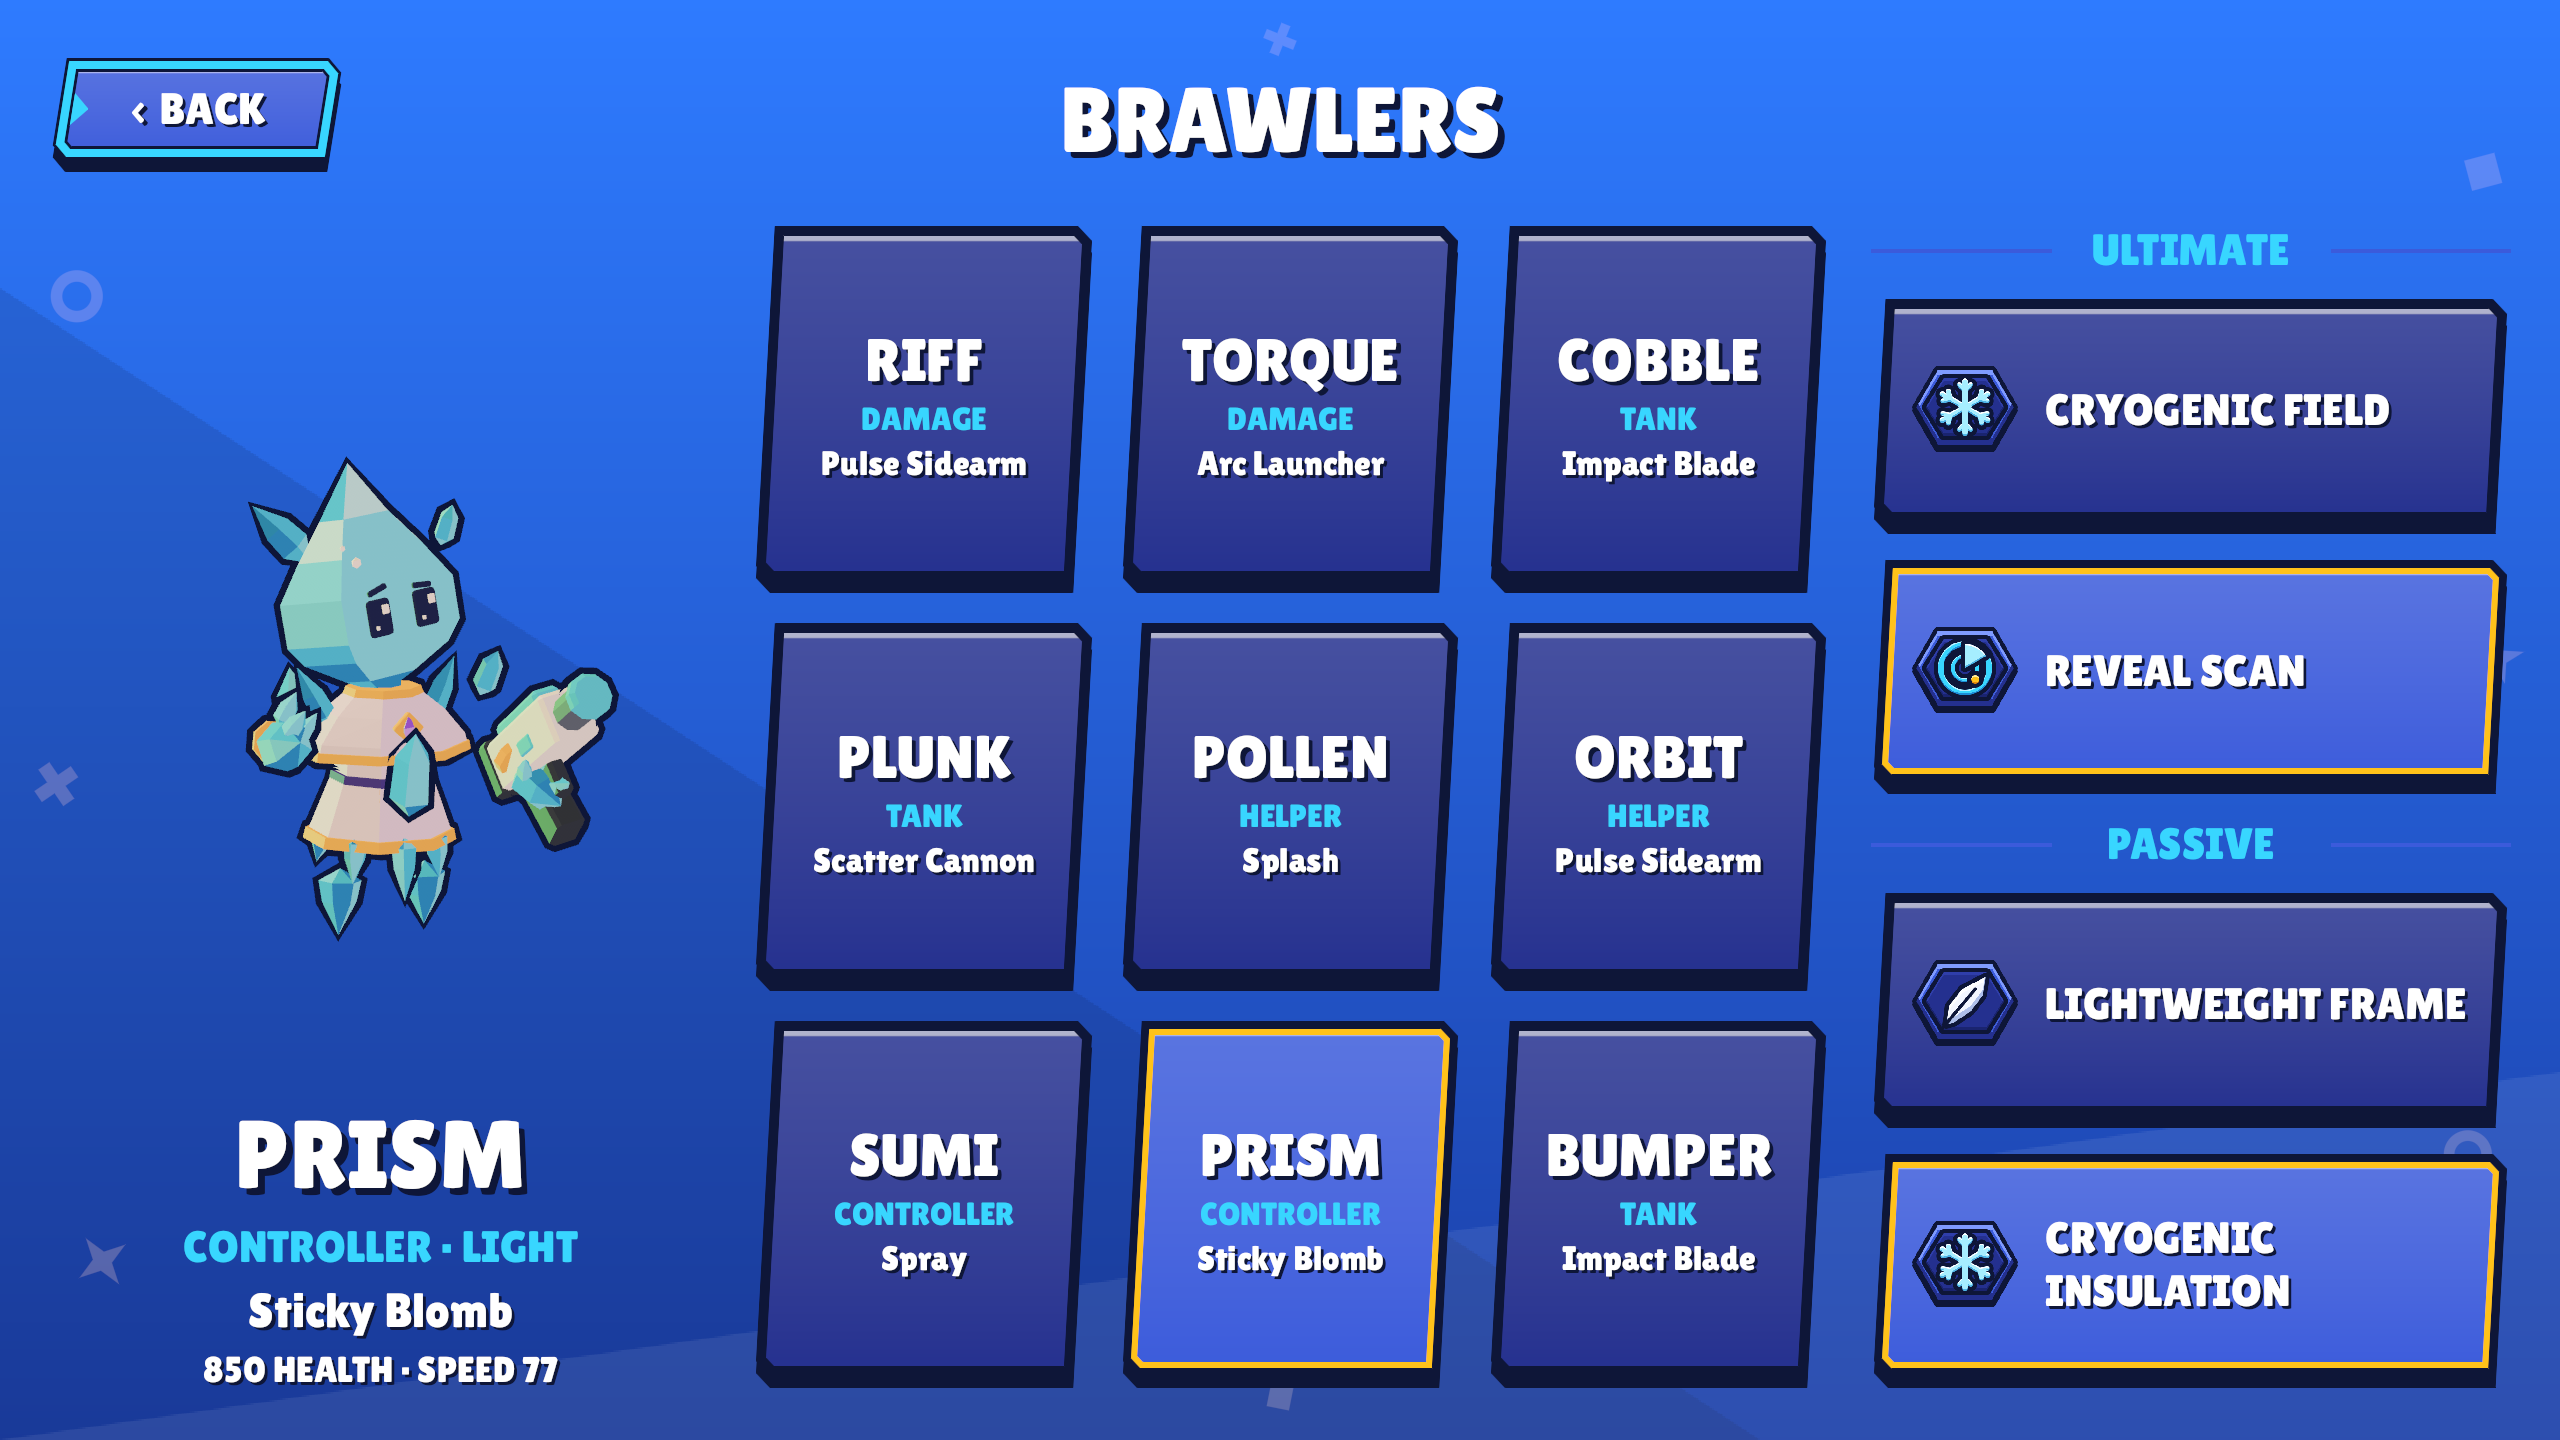 ‹ BACK
BRAWLERS
RIFF
DAMAGE
Pulse Sidearm
TORQUE
DAMAGE
Arc Launcher
COBBLE
TANK
Impact Blade
PLUNK
TANK
Scatter Cannon
POLLEN
HELPER
Splash
ORBIT
HELPER
Pulse Sidearm
SUMI
CONTROLLER
Spray
PRISM
CONTROLLER
Sticky Blomb
BUMPER
TANK
Impact Blade
ULTIMATE
CRYOGENIC FIELD
REVEAL SCAN
PASSIVE
LIGHTWEIGHT FRAME
CRYOGENIC
INSULATION
PRISM
CONTROLLER · LIGHT
Sticky Blomb
850 HEALTH · SPEED 77